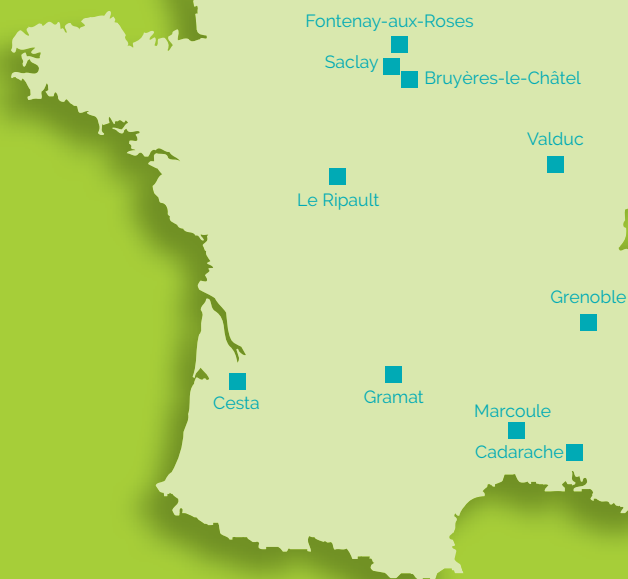 Fontenay-aux-Roses
Saclay
Bruyères-le-Châtel
Valduc
Le Ripault
Grenoble
Cesta
Gramat
Marcoule
Cadarache